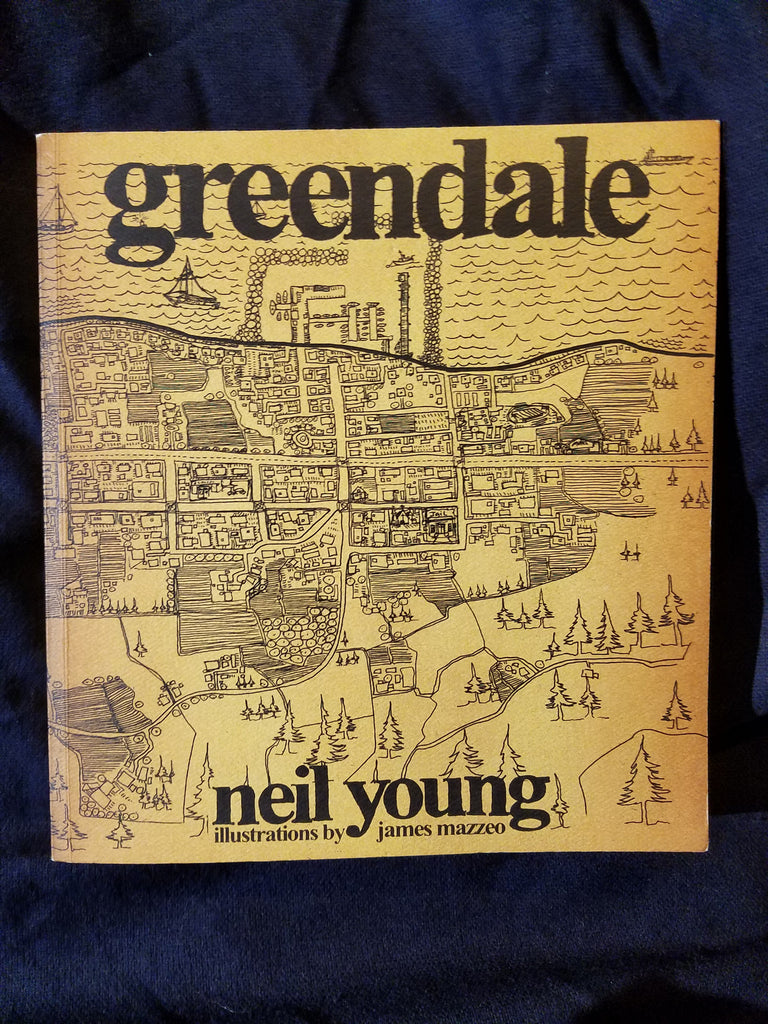 greendale
neil young
illustrations by james mazzeo